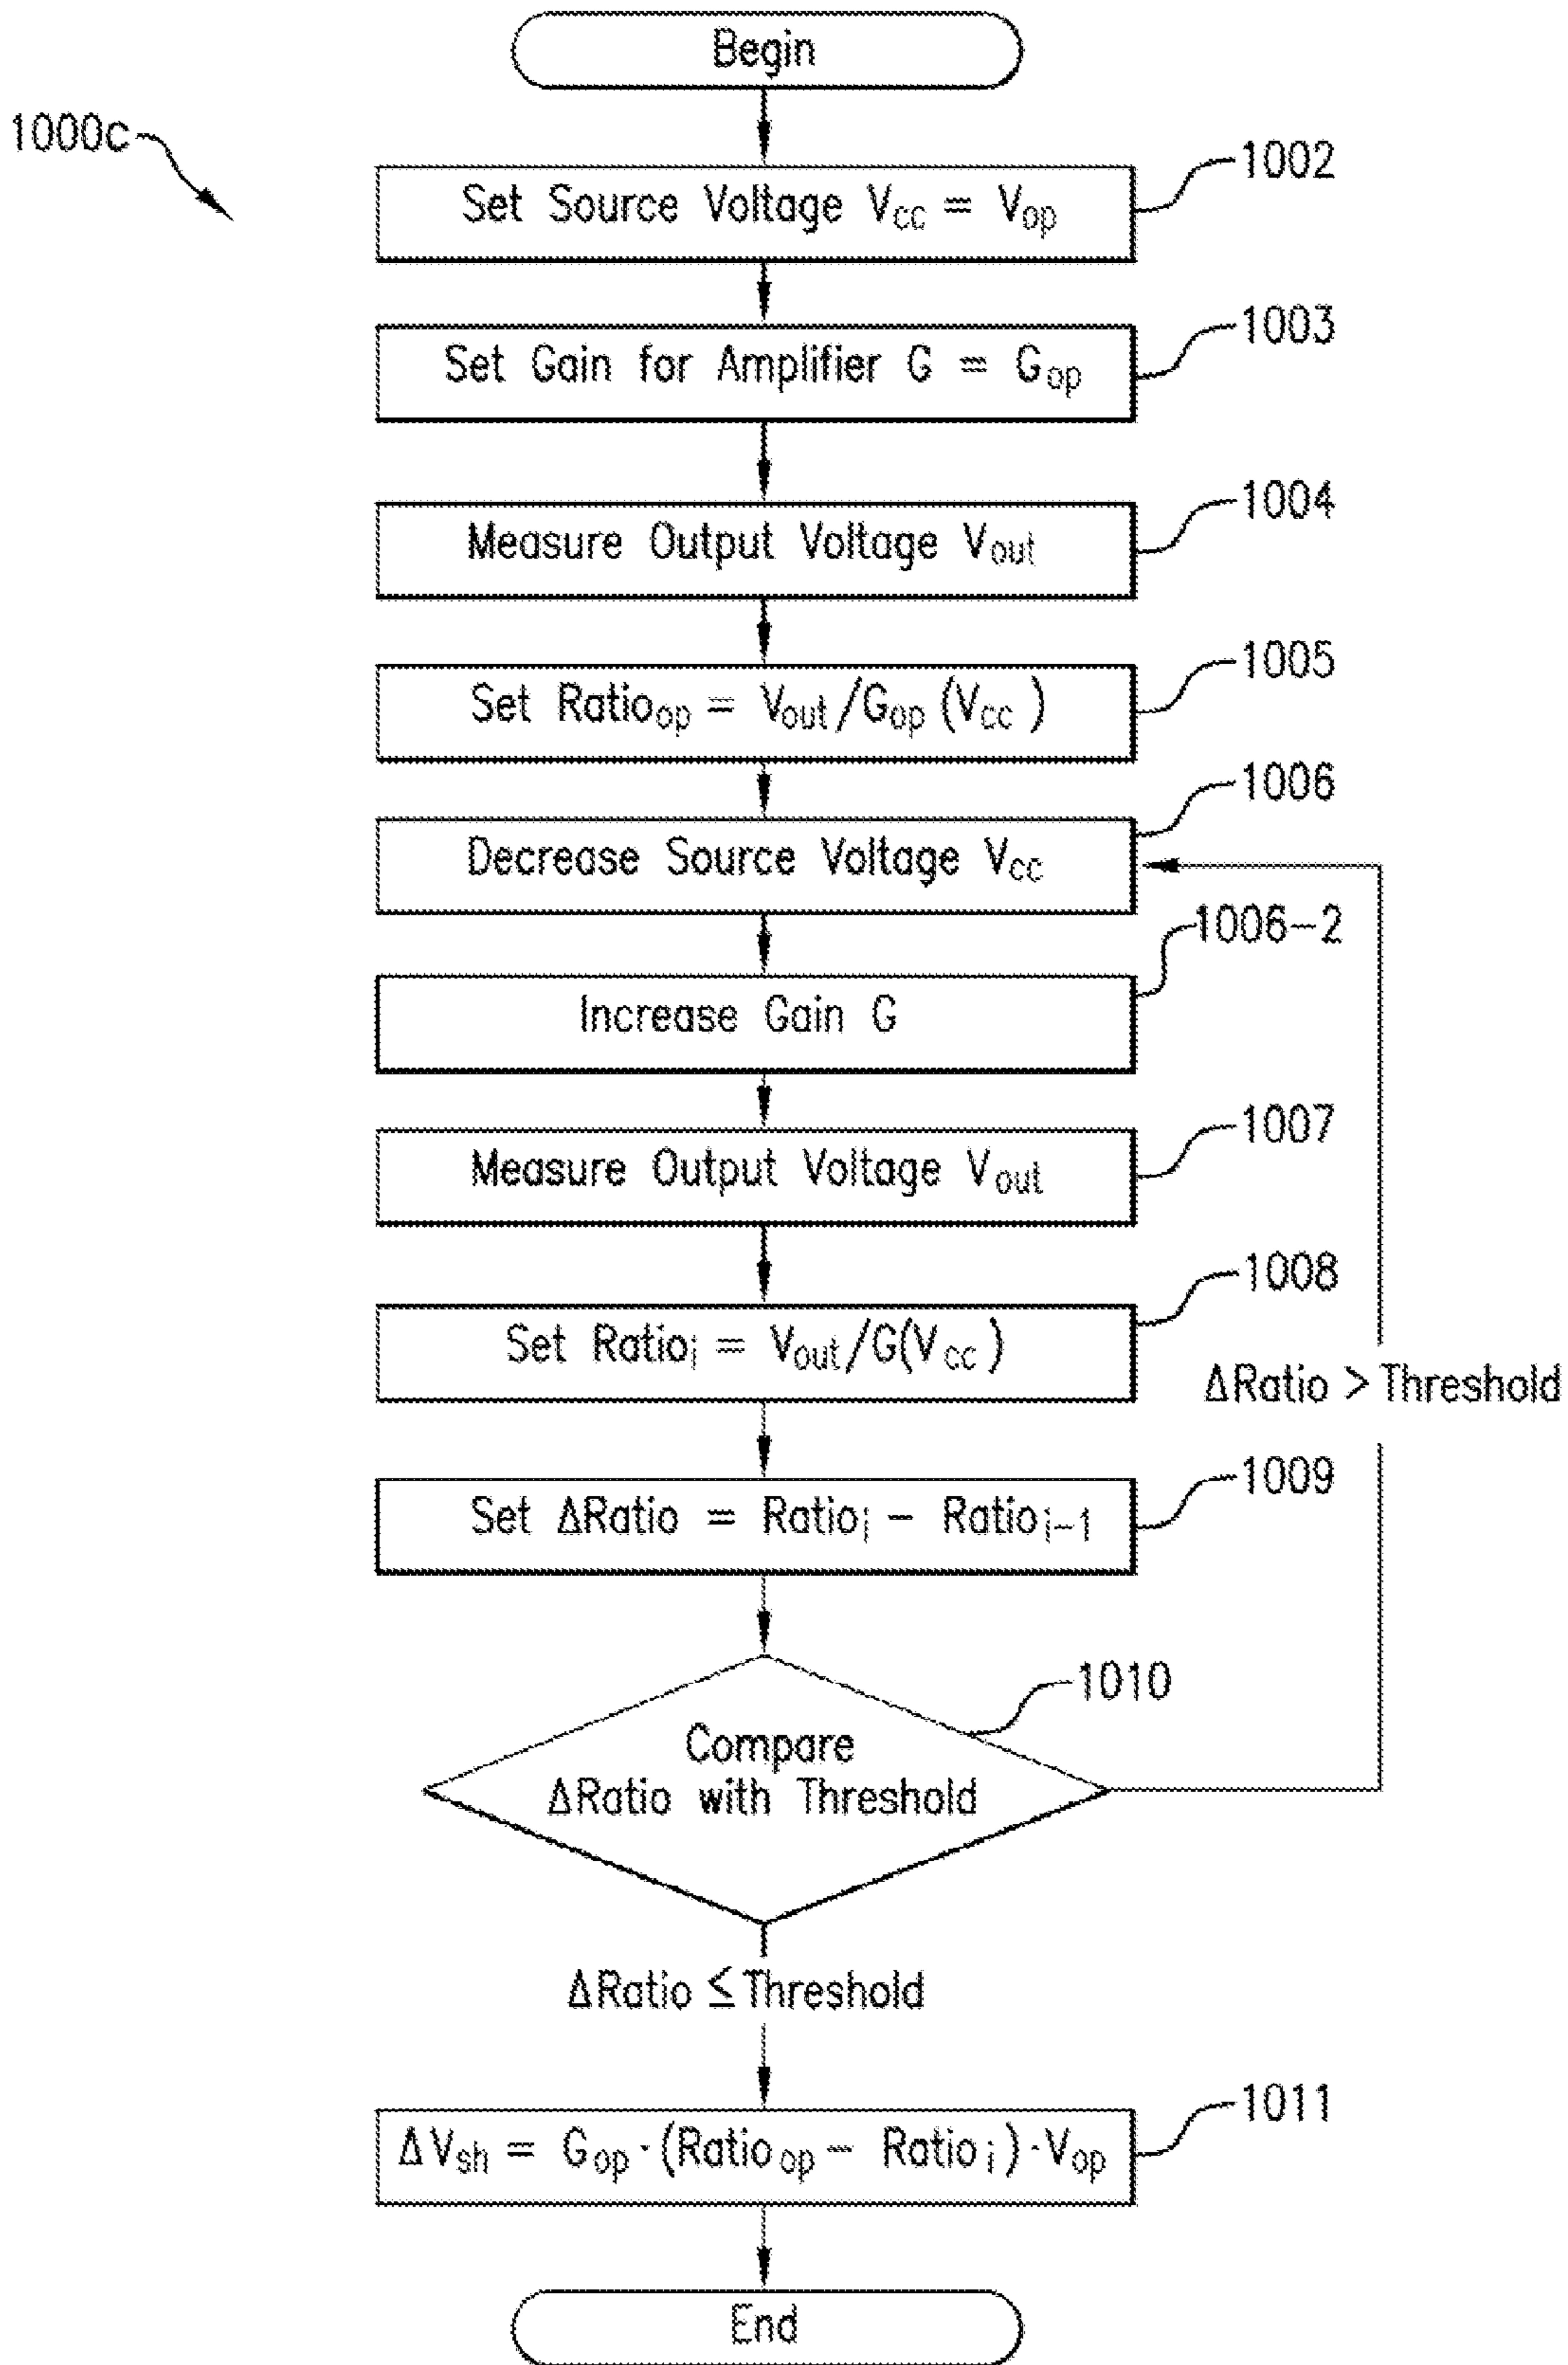 Begin
1000c
Set Source Voltage Vcc = Vop
1002
Set Gain for Amplifier G = Gop
1003
Measure Output Voltage Vout
1004
Set Ratioop = Vout/Gop (Vcc)
1005
Decrease Source Voltage Vcc
1006
Increase Gain G
1006-2
Measure Output Voltage Vout
1007
Set Ratioi = Vout/G(Vcc)
1008
ΔRatio > Threshold
Set ΔRatio = Ratioi - Ratioi-1
1009
Compare
ΔRatio with Threshold
1010
ΔRatio ≤ Threshold
ΔVsh = Gop·(Ratioop - Ratioi)·Vop
1011
End